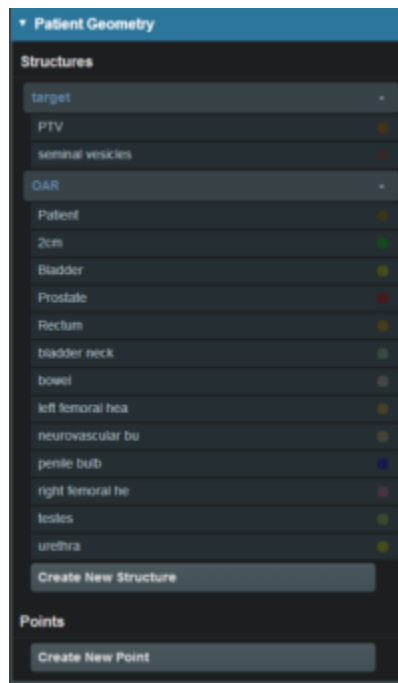 Patient Geometry
Structures
target
PTV
seminal vesicles
OAR
Patient
2cm
Bladder
Prostate
Rectum
bladder neck
bowel
left femoral hea
neurovascular bu
penile bulb
right femoral he
testes
urethra
Create New Structure
Points
Create New Point